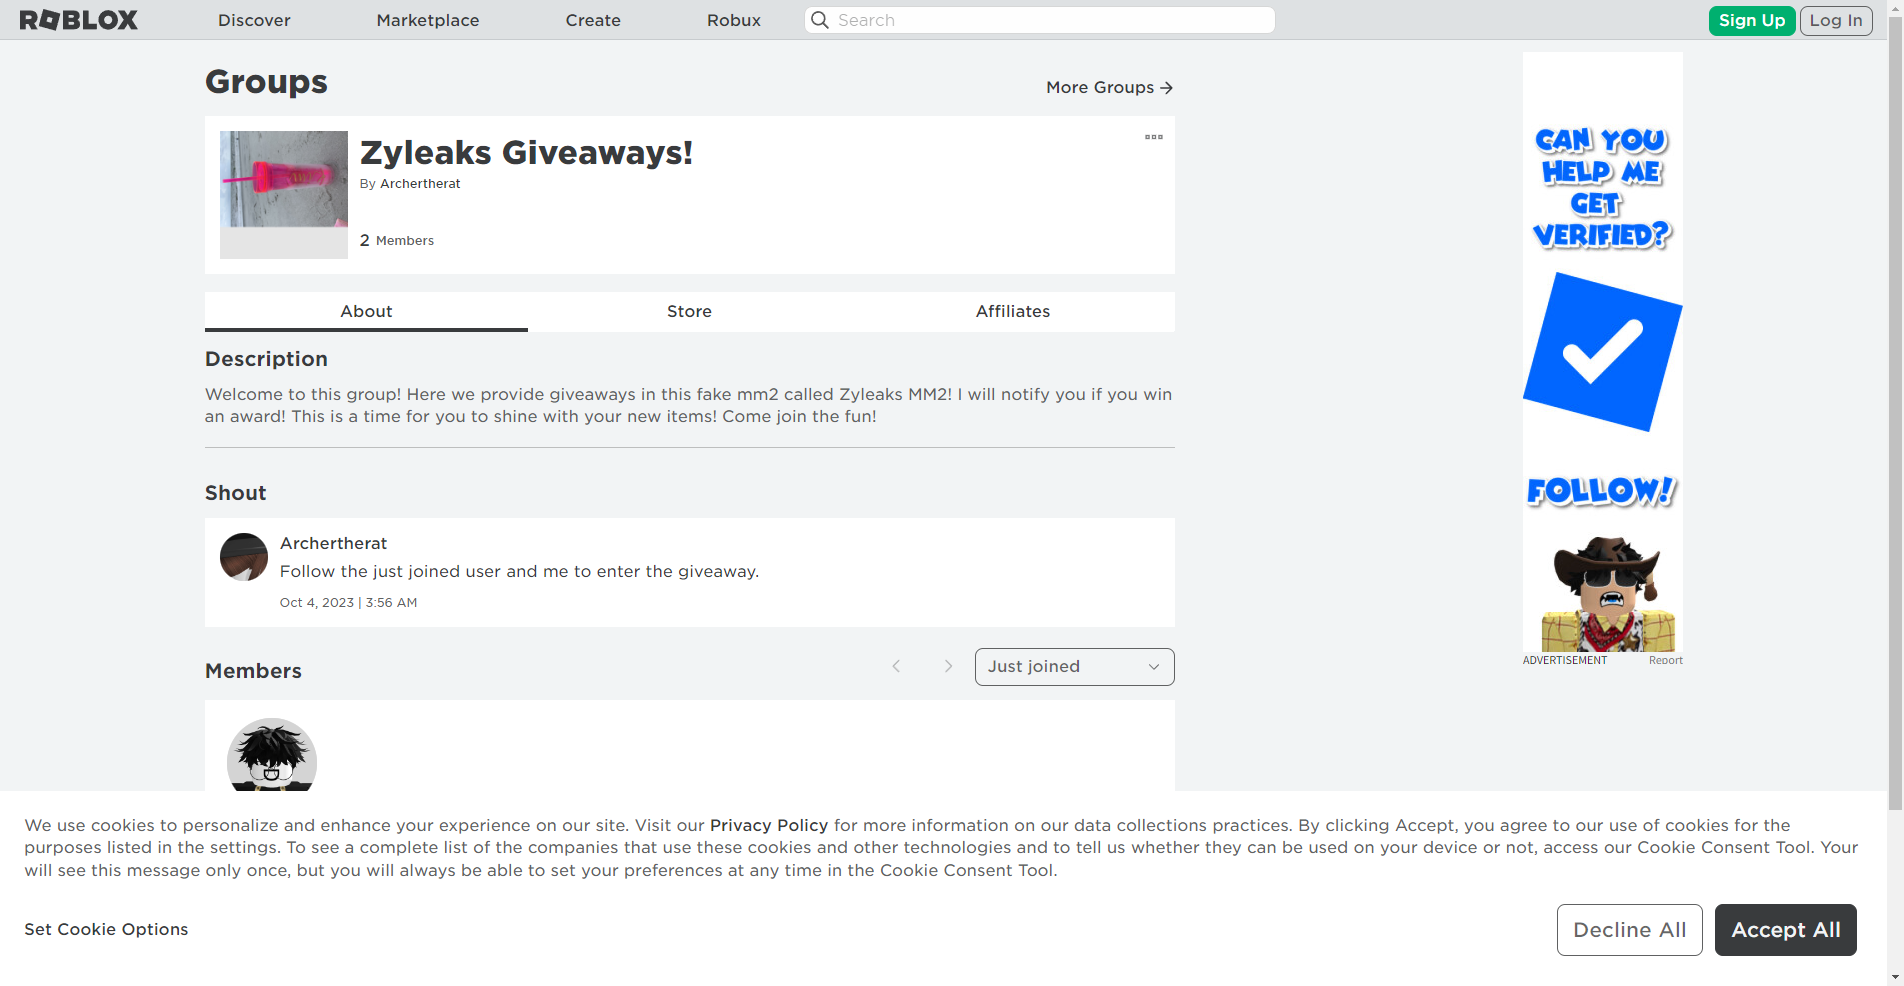 ROBLOX
Discover
Marketplace
Create
Robux
Search
Sign Up
Log In
Groups
More Groups
Zyleaks Giveaways!
By Archertherat
2 Members
About
Store
Affiliates
Description
Welcome to this group! Here we provide giveaways in this fake mm2 called Zyleaks MM2! I will notify you if you win
an award! This is a time for you to shine with your new items! Come join the fun!
Shout
Archertherat
Follow the just joined user and me to enter the giveaway.
Oct 4, 2023 | 3:56 AM
Members
Just joined
CAN YOU
HELP ME
GET
VERIFIED?
FOLLOW!
ADVERTISEMENT
Report
We use cookies to personalize and enhance your experience on our site. Visit our Privacy Policy for more information on our data collections practices. By clicking Accept, you agree to our use of cookies for the
purposes listed in the settings. To see a complete list of the companies that use these cookies and other technologies and to tell us whether they can be used on your device or not, access our Cookie Consent Tool. Your
will see this message only once, but you will always be able to set your preferences at any time in the Cookie Consent Tool.
Set Cookie Options
Decline All
Accept All